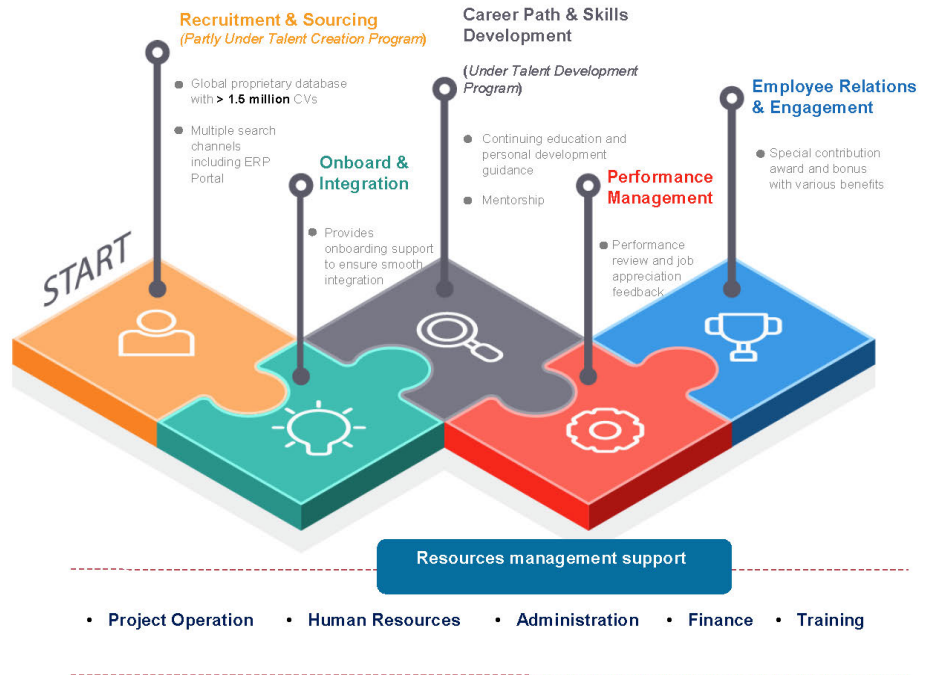 Recruitment & Sourcing
(Partly Under Talent Creation Program)
Global proprietary database
with > 1.5 million CVs
Multiple search
channels
including ERP
Portal
Onboard &
Integration
Provides
onboarding support
to ensure smooth
integration
Career Path & Skills
Development
(Under Talent Development
Program)
Continuing education and
personal development
guidance
Mentorship
Performance
Management
Performance
review and job
appreciation
feedback
Employee Relations
& Engagement
Special contribution
award and bonus
with various benefits
START
Resources management support
• Project Operation • Human Resources • Administration • Finance • Training